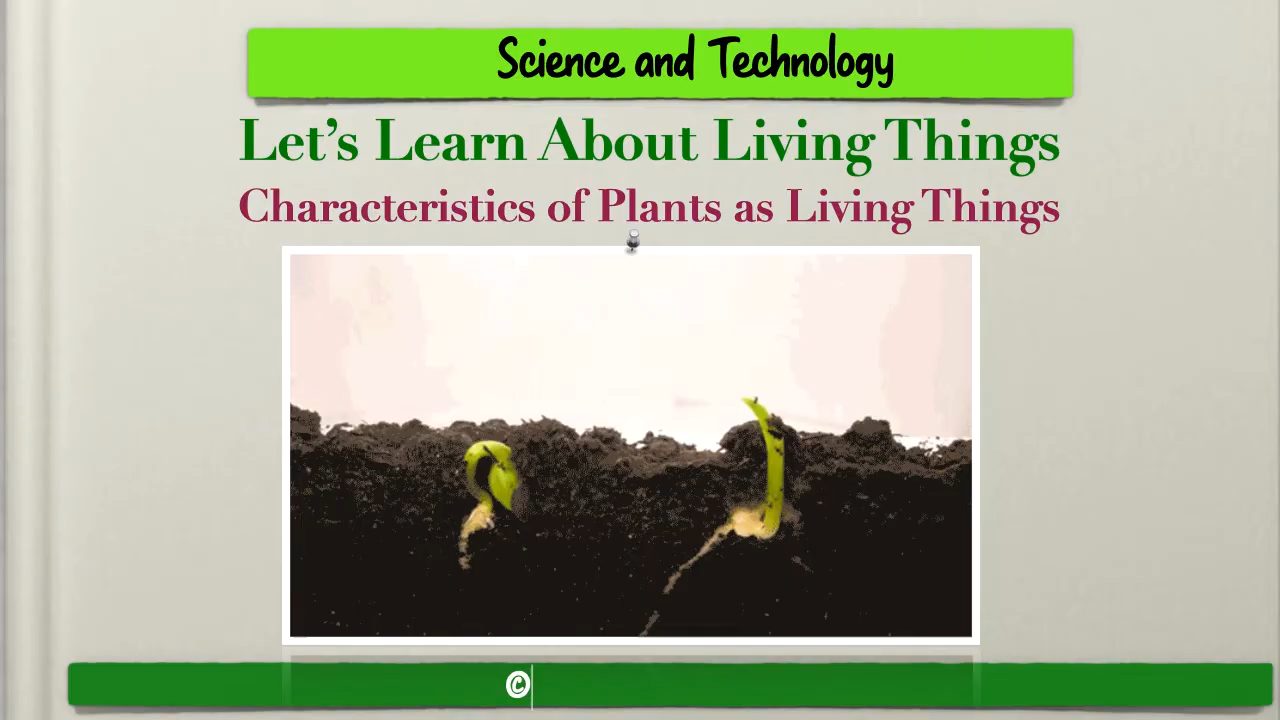 Science and Technology
Let’s Learn About Living Things
Characteristics of Plants as Living Things
©